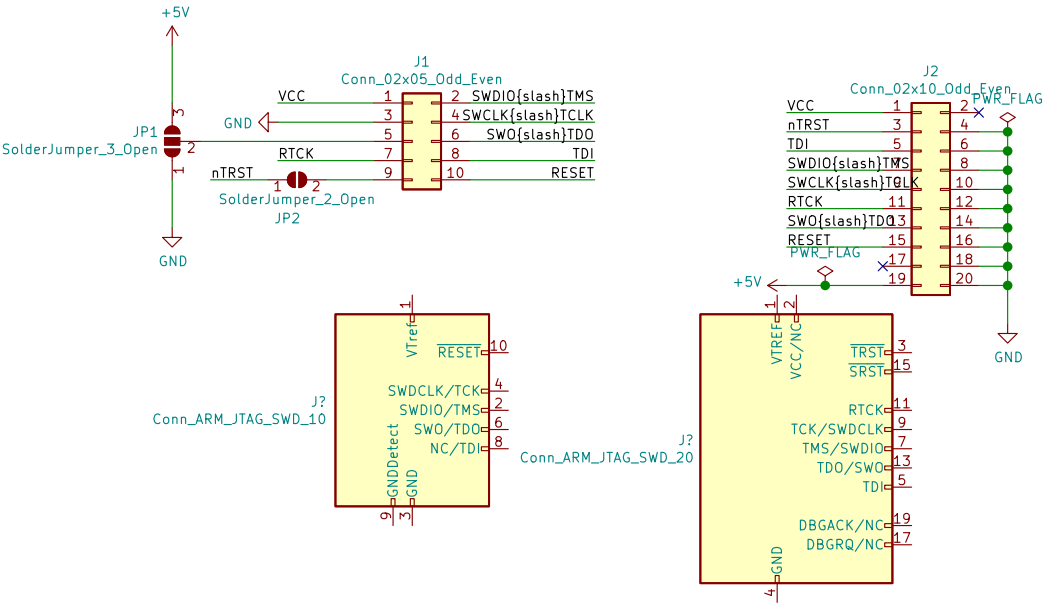 +5V
JP1
SolderJumper_3_Open
3
2
1
GND
J1
Conn_02x05_Odd_Even
VCC 1 2 SWDIO{slash}TMS
GND 3 4 SWCLK{slash}TCLK
5 6 SWO{slash}TDO
RTCK 7 8 TDI
nTRST 1 2 9 10 RESET
SolderJumper_2_Open
JP2
J2
Conn_02x10_Odd_Even
PWR_FLAG
VCC 1 2
nTRST 3 4
TDI 5 6
SWDIO{slash}TMS 7 8
SWCLK{slash}TCLK 9 10
RTCK 11 12
SWO{slash}TDO 13 14
RESET 15 16
PWR_FLAG
17 18
+5V 19 20
GND
J?
Conn_ARM_JTAG_SWD_10
1
VTref
RESET 10
SWDCLK/TCK 4
SWDIO/TMS 2
SWO/TDO 6
NC/TDI 8
GNDDetect
GND
9
3
J?
Conn_ARM_JTAG_SWD_20
1
2
VTREF
VCC/NC
TRST 3
SRST 15
RTCK 11
TCK/SWDCLK 9
TMS/SWDIO 7
TDO/SWO 13
TDI 5
DBGACK/NC 19
DBGRQ/NC 17
GND
4